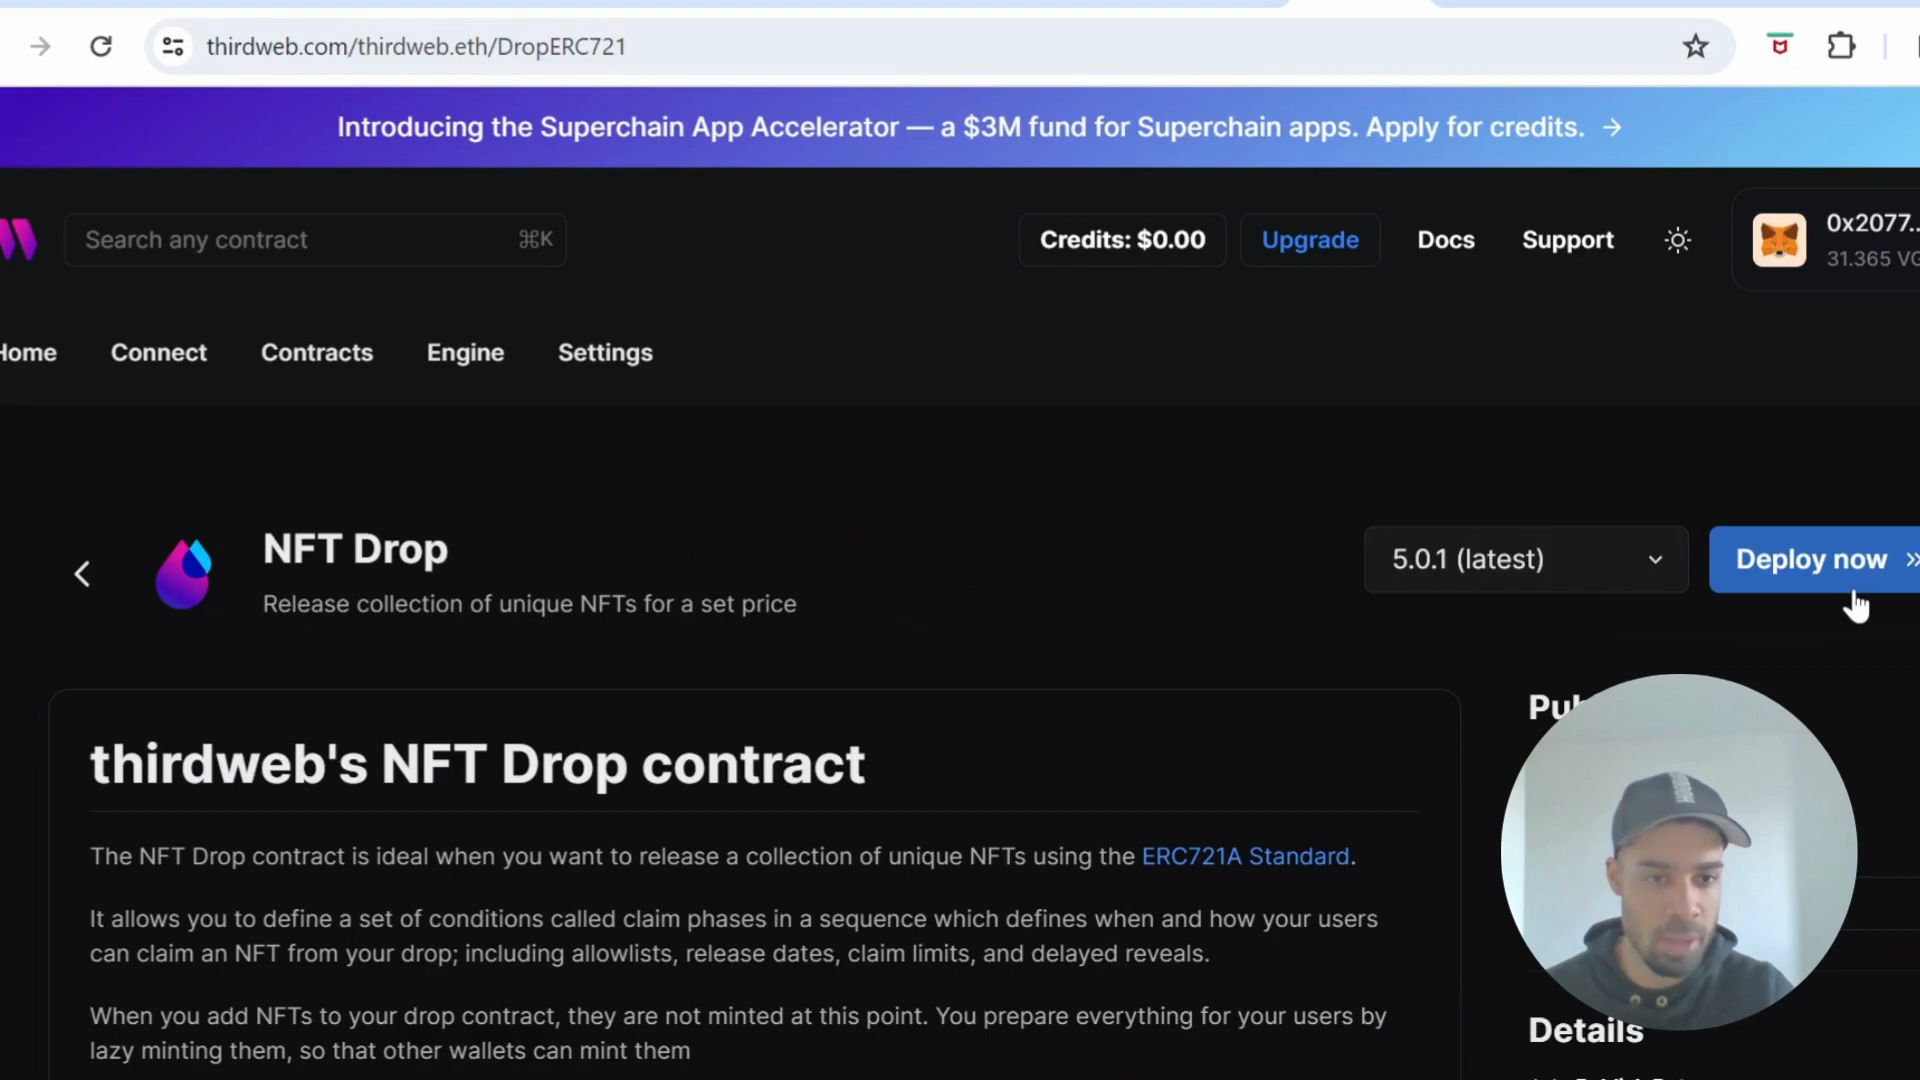 thirdweb.com/thirdweb.eth/DropERC721
Introducing the Superchain App Accelerator — a $3M fund for Superchain apps. Apply for credits. →
Search any contract ⌘K
Credits: $0.00
Upgrade
Docs
Support
0x2077..
31.365 VG
Home
Connect
Contracts
Engine
Settings
NFT Drop
Release collection of unique NFTs for a set price
5.0.1 (latest)
Deploy now »
thirdweb's NFT Drop contract
The NFT Drop contract is ideal when you want to release a collection of unique NFTs using the ERC721A Standard.
It allows you to define a set of conditions called claim phases in a sequence which defines when and how your users
can claim an NFT from your drop; including allowlists, release dates, claim limits, and delayed reveals.
When you add NFTs to your drop contract, they are not minted at this point. You prepare everything for your users by
lazy minting them, so that other wallets can mint them
Details